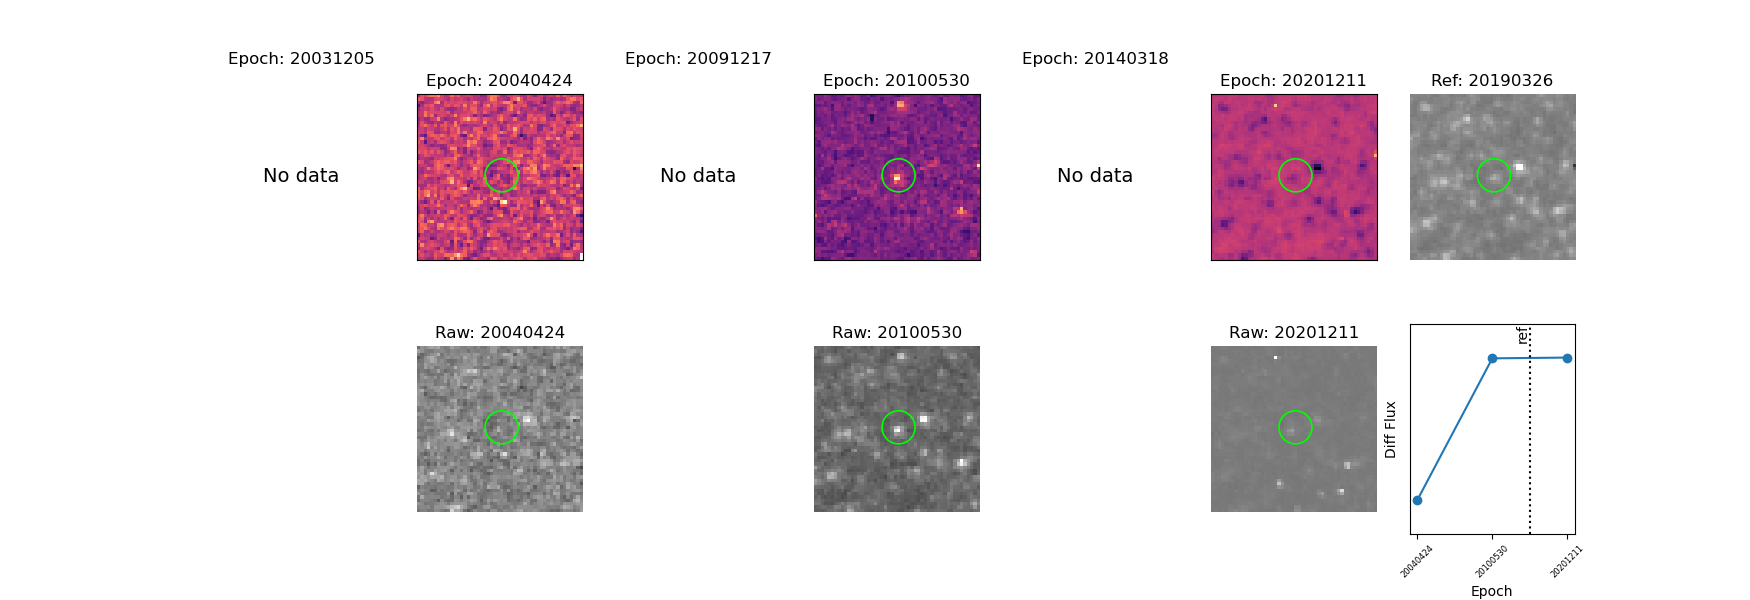 Epoch: 20031205
Epoch: 20091217
Epoch: 20140318
Epoch: 20040424
Epoch: 20100530
Epoch: 20201211
Ref: 20190326
No data
No data
No data
Raw: 20040424
Raw: 20100530
Raw: 20201211
ref
Diff Flux
20040424
20100530
20201211
Epoch